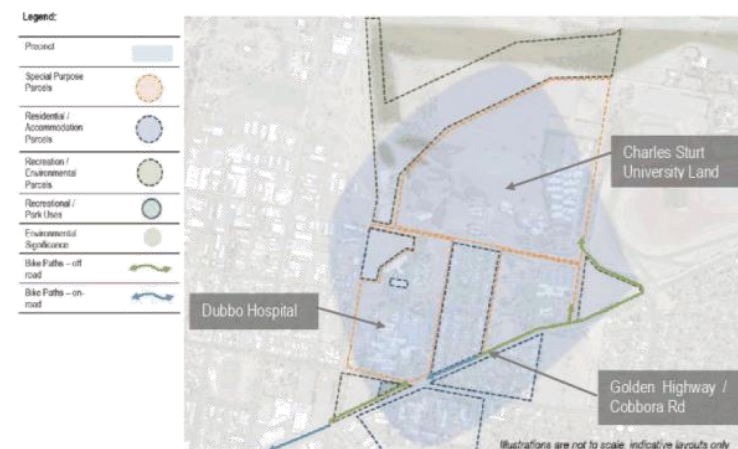 Legend:
Precinct
Special Purpose
Parcels
Residential /
Accommodation
Parcels
Recreation /
Environmental
Parcels
Recreational /
Park Uses
Environmental
Significance
Bike Paths – off
road
Bike Paths – on-
road
Charles Sturt
University Land
Dubbo Hospital
Golden Highway /
Cobbora Rd
Illustrations are not to scale, indicative layouts only